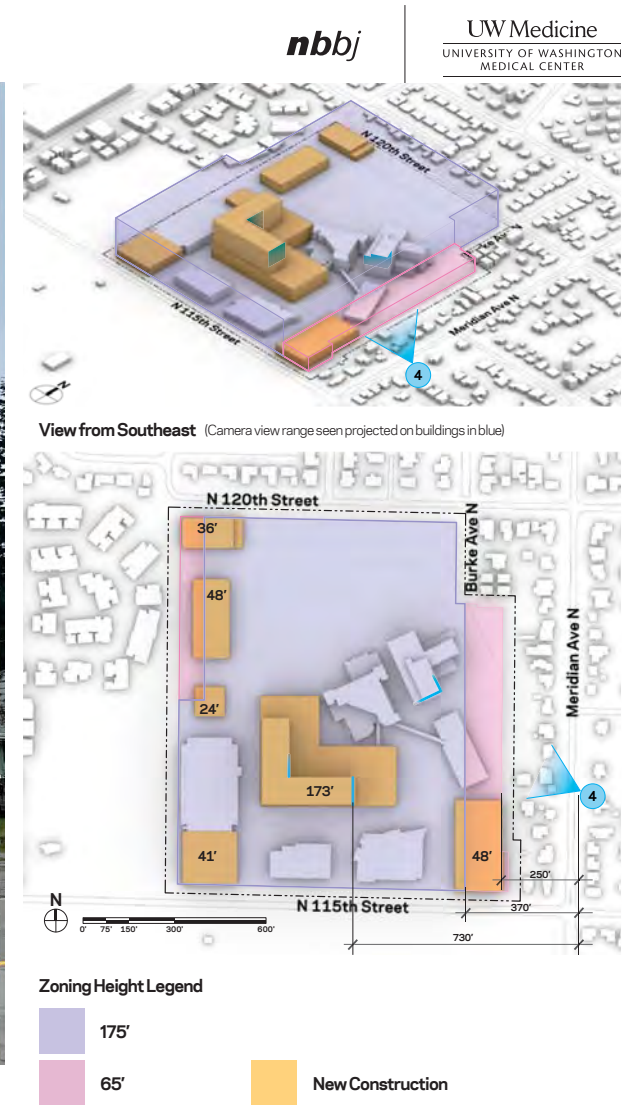 nbbj
UW Medicine
UNIVERSITY OF WASHINGTON
MEDICAL CENTER
N 120th Street
Burke Ave N
Meridian Ave N
N 115th Street
N
4
View from Southeast (Camera view range seen projected on buildings in blue)
N 120th Street
Burke Ave N
36'
48'
Meridian Ave N
24'
173'
4
41'
48'
250'
N 115th Street
370'
N
0' 75' 150' 300' 600'
730'
Zoning Height Legend
175'
65'
New Construction